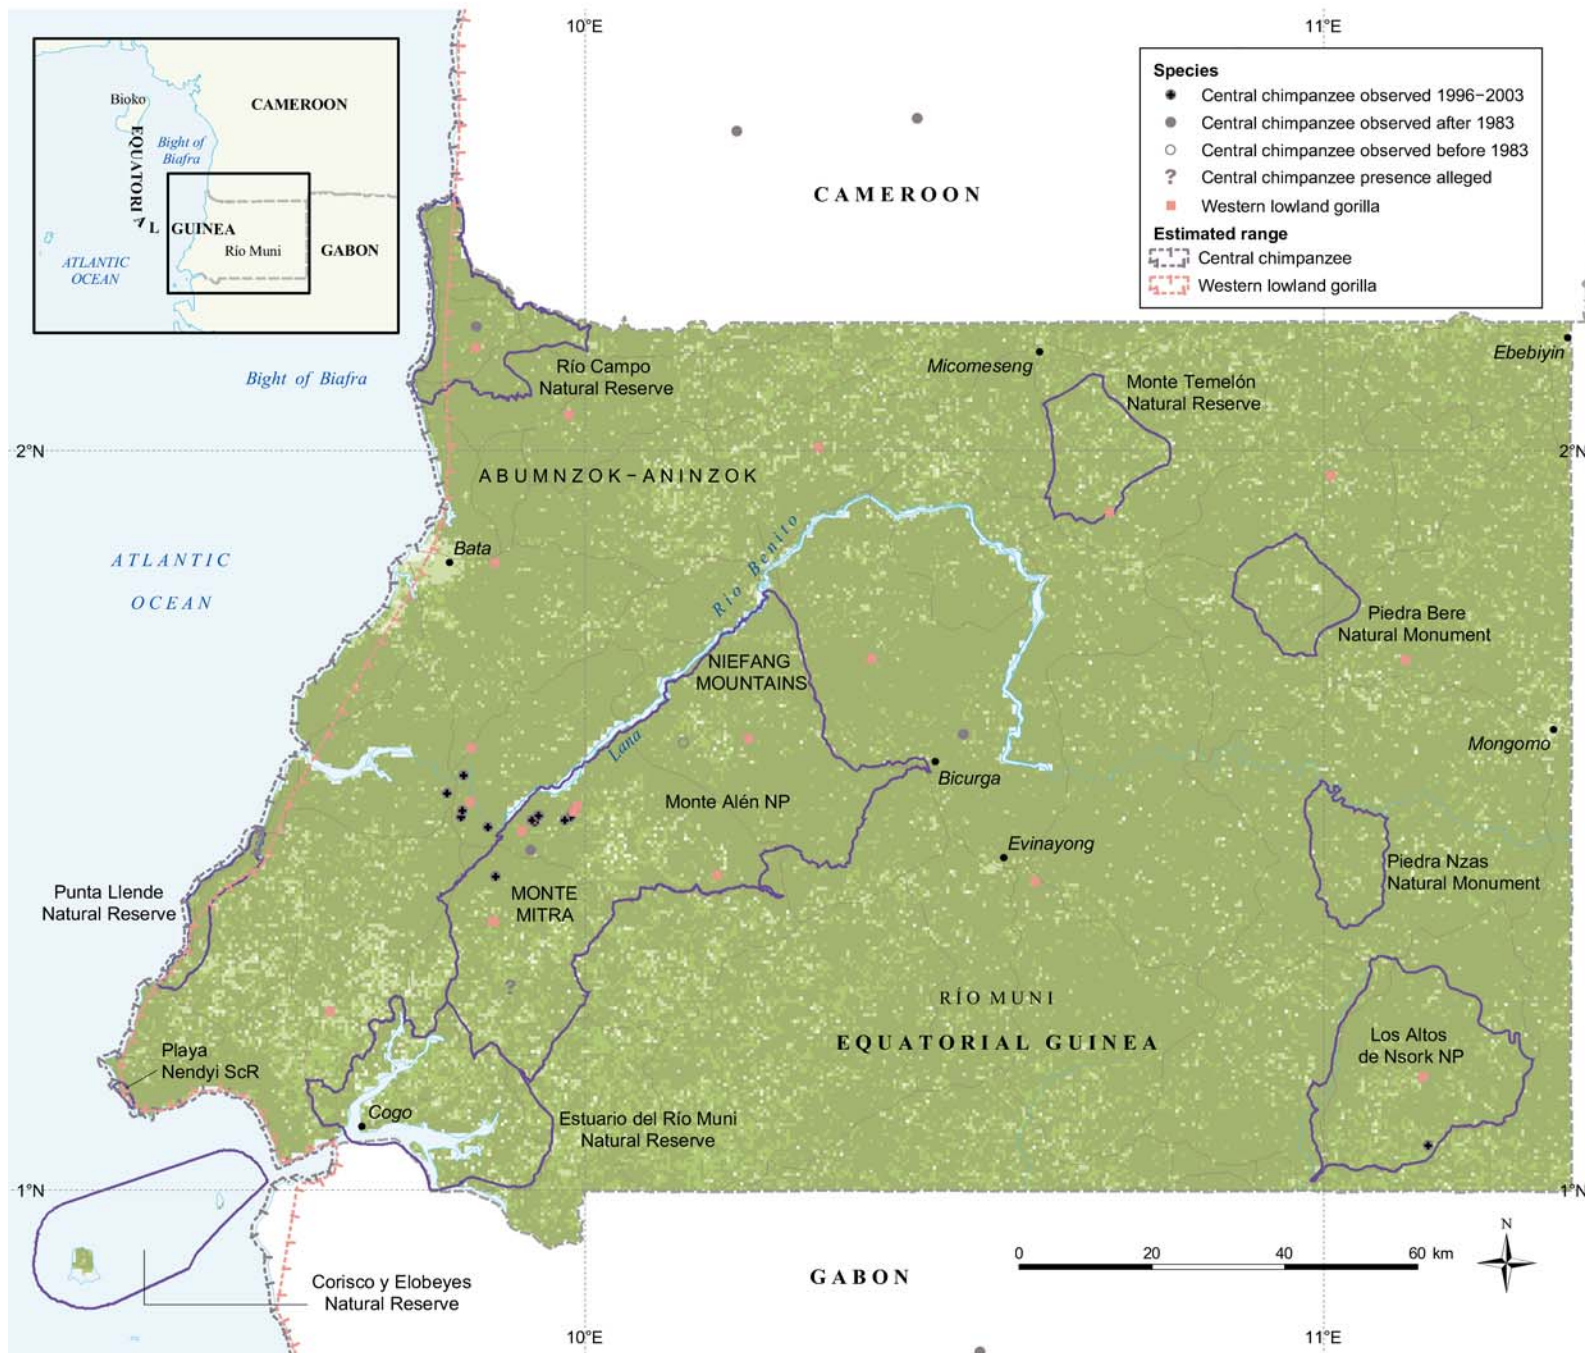 10°E
11°E
Bioko
CAMEROON
EQUATORIAL GUINEA
Bight of
Biafra
Río Muni
GABON
ATLANTIC
OCEAN
Species
Central chimpanzee observed 1996–2003
Central chimpanzee observed after 1983
Central chimpanzee observed before 1983
? Central chimpanzee presence alleged
Western lowland gorilla
Estimated range
Central chimpanzee
Western lowland gorilla
CAMEROON
Bight of Biafra
Río Campo
Natural Reserve
Micomeseng
Ebebiyin
Monte Temelón
Natural Reserve
2°N
2°N
ABUMNZOK–ANINZOK
ATLANTIC
OCEAN
Bata
Rio Benito
Piedra Bere
Natural Monument
NIEFANG
MOUNTAINS
Lana
Mongomo
Bicurga
Monte Alén NP
Evinayong
Piedra Nzas
Natural Monument
Punta Llende
Natural Reserve
MONTE
MITRA
?
RÍO MUNI
EQUATORIAL GUINEA
Los Altos
de Nsork NP
Playa
Nendyi ScR
Cogo
Estuario del Río Muni
Natural Reserve
1°N
1°N
N
0 20 40 60 km
GABON
Corisco y Elobeyes
Natural Reserve
10°E
11°E